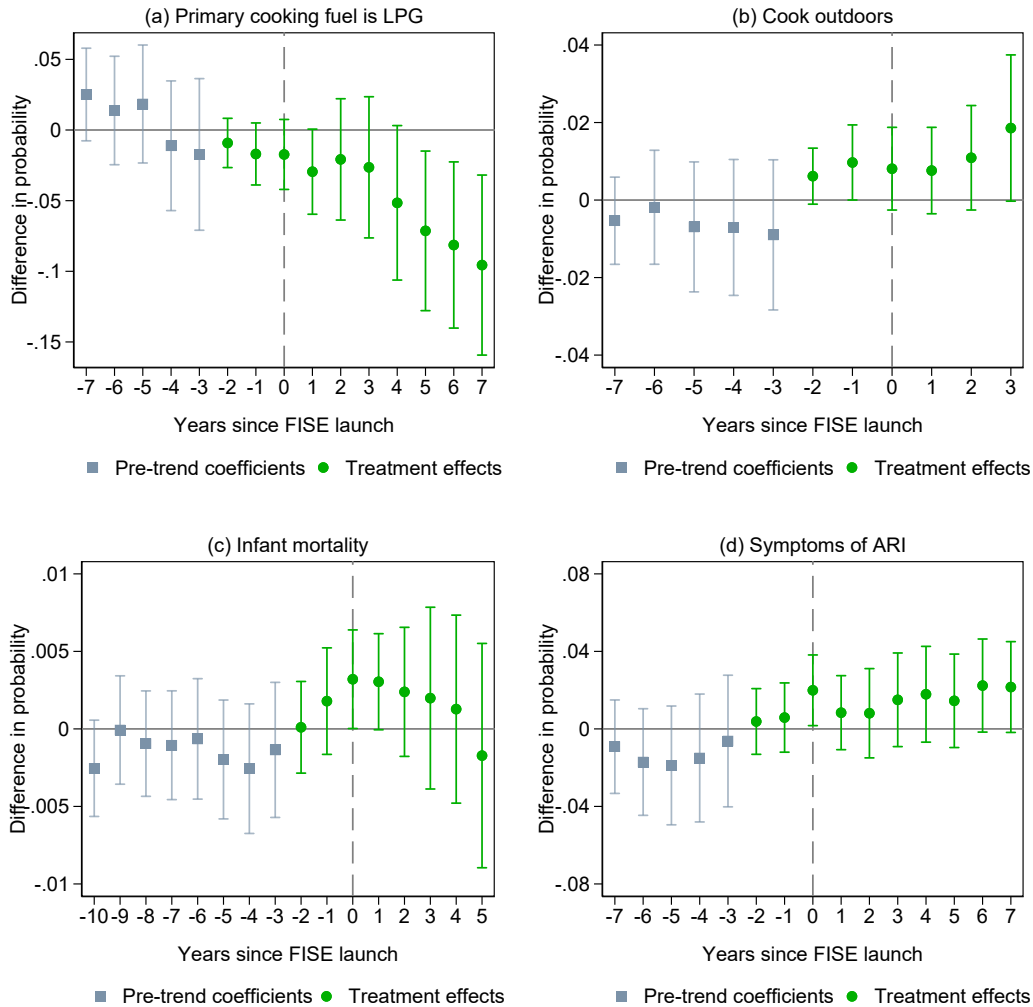 (a) Primary cooking fuel is LPG
Difference in probability
.05
0
-.05
-.1
-.15
-7 -6 -5 -4 -3 -2 -1 0 1 2 3 4 5 6 7
Years since FISE launch
Pre-trend coefficients Treatment effects
(b) Cook outdoors
Difference in probability
.04
.02
0
-.02
-.04
-7 -6 -5 -4 -3 -2 -1 0 1 2 3
Years since FISE launch
Pre-trend coefficients Treatment effects
(c) Infant mortality
Difference in probability
.01
.005
0
-.005
-.01
-10 -9 -8 -7 -6 -5 -4 -3 -2 -1 0 1 2 3 4 5
Years since FISE launch
Pre-trend coefficients Treatment effects
(d) Symptoms of ARI
Difference in probability
.08
.04
0
-.04
-.08
-7 -6 -5 -4 -3 -2 -1 0 1 2 3 4 5 6 7
Years since FISE launch
Pre-trend coefficients Treatment effects